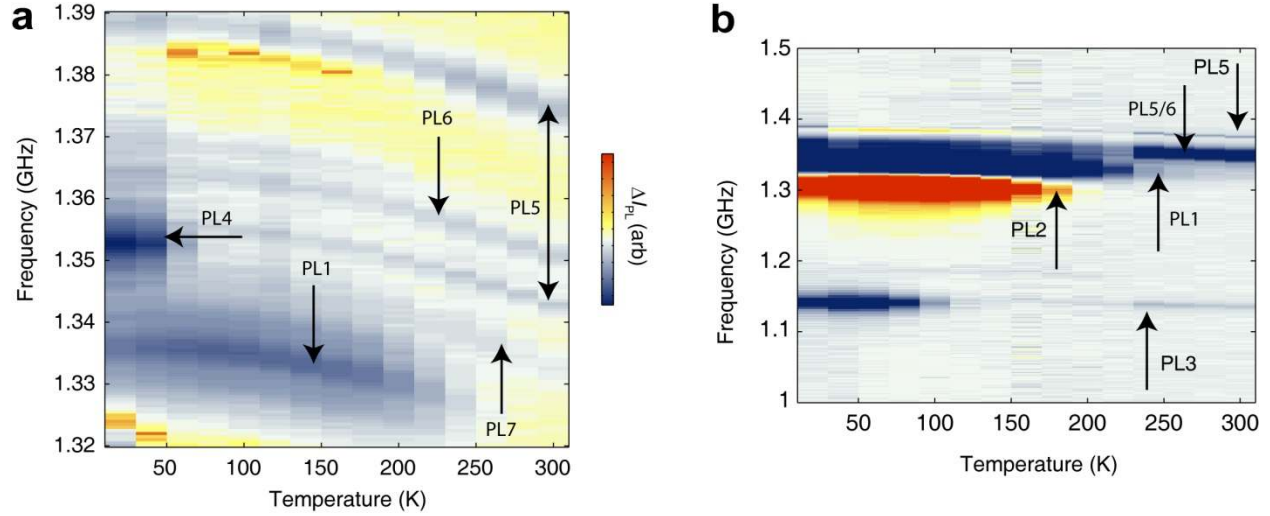 a
1.39
1.38
1.37
1.36
1.35
1.34
1.33
1.32
Frequency (GHz)
PL6
PL5
PL4
PL1
PL7
50
100
150
200
250
300
Temperature (K)
ΔI_PL (arb)
b
1.5
1.4
1.3
1.2
1.1
1
Frequency (GHz)
PL5
PL5/6
PL1
PL2
PL3
50
100
150
200
250
300
Temperature (K)